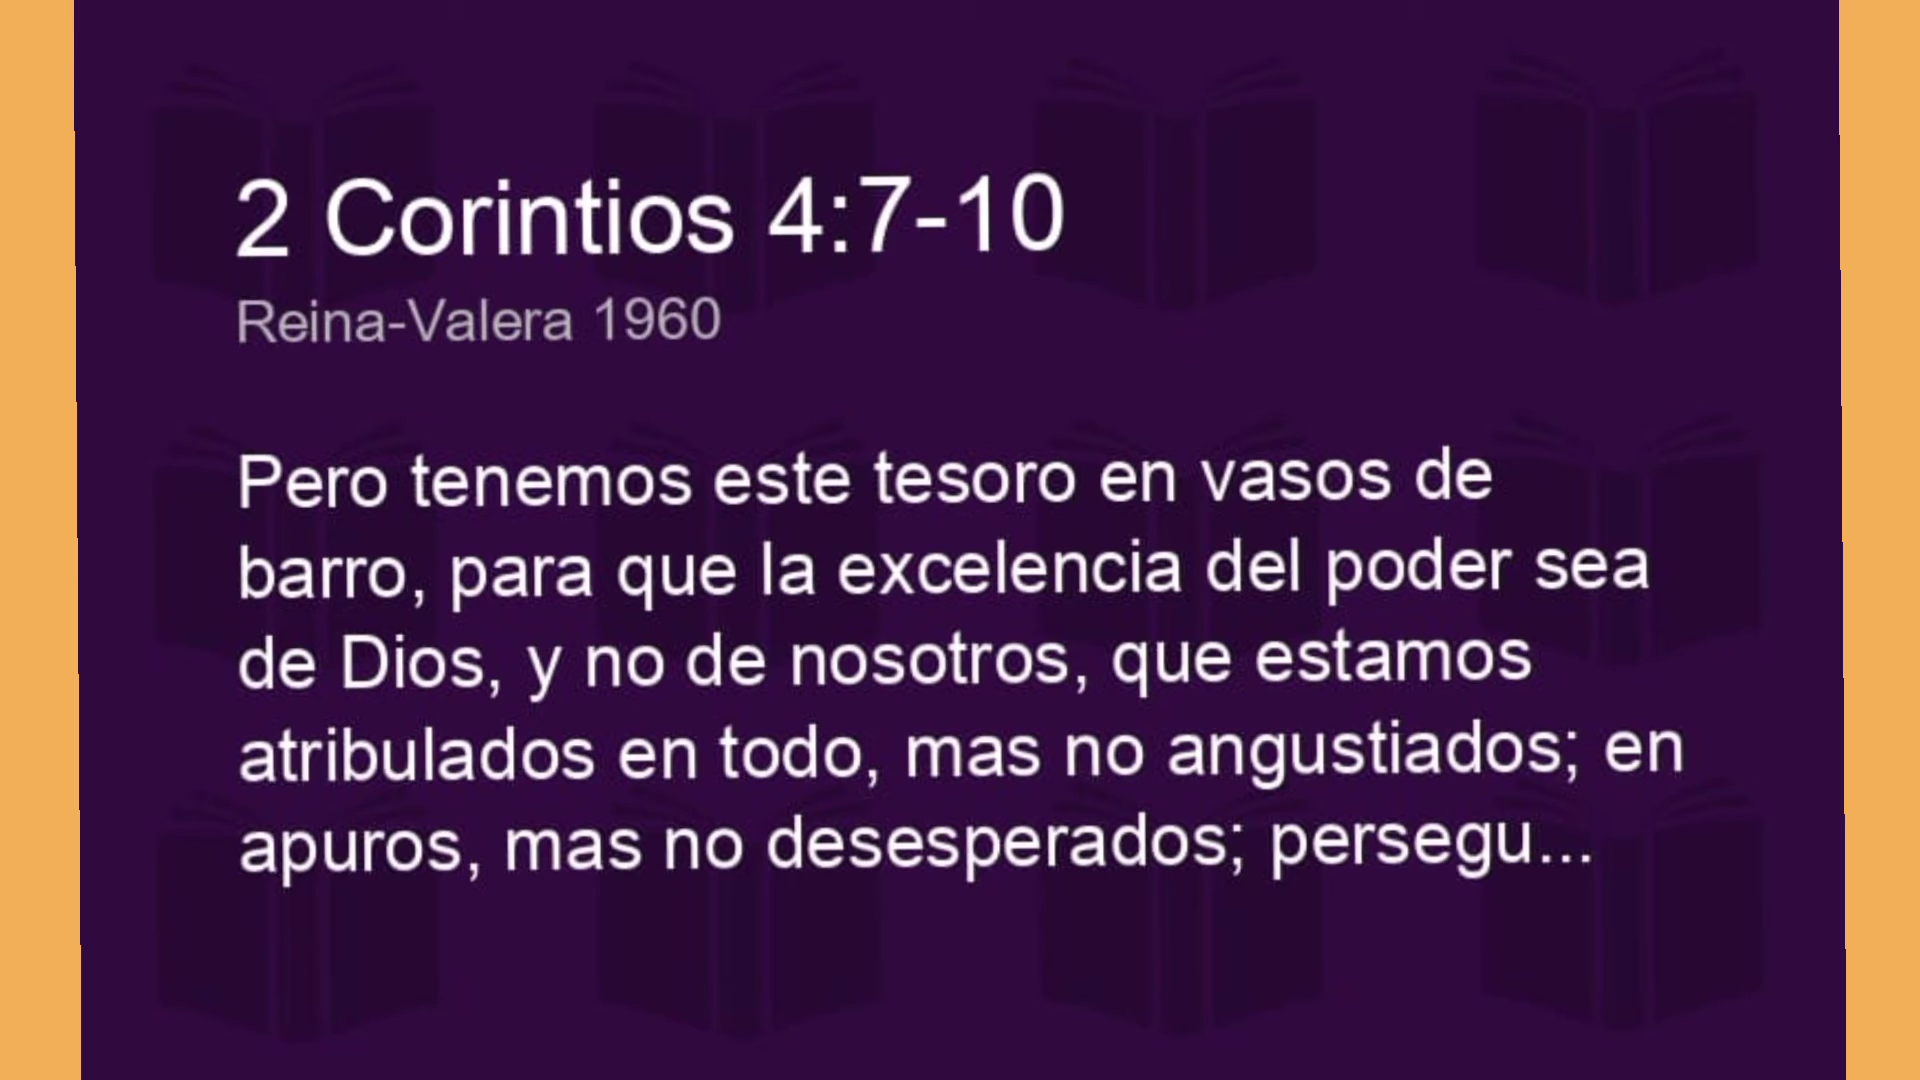 2 Corintios 4:7-10
Reina-Valera 1960
Pero tenemos este tesoro en vasos de
barro, para que la excelencia del poder sea
de Dios, y no de nosotros, que estamos
atribulados en todo, mas no angustiados; en
apuros, mas no desesperados; persegu...